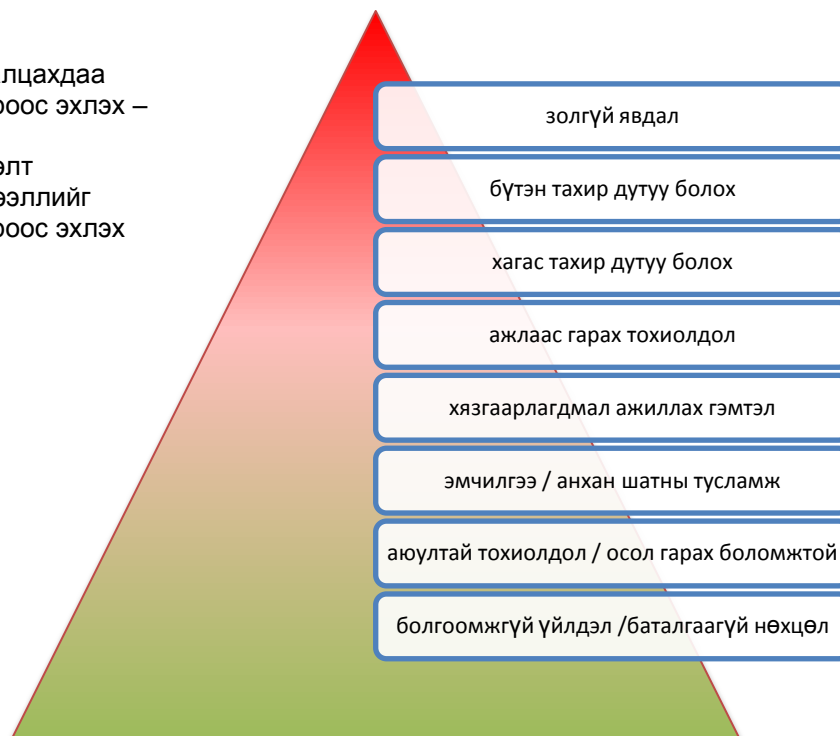 лцахдаа
роос эхлэх –
элт
ээллийг
роос эхлэх
золгүй явдал
бүтэн тахир дутуу болох
хагас тахир дутуу болох
ажлаас гарах тохиолдол
хязгаарлагдмал ажиллах гэмтэл
эмчилгээ / анхан шатны тусламж
аюултай тохиолдол / осол гарах боломжтой
болгоомжгүй үйлдэл /баталгаагүй нөхцөл